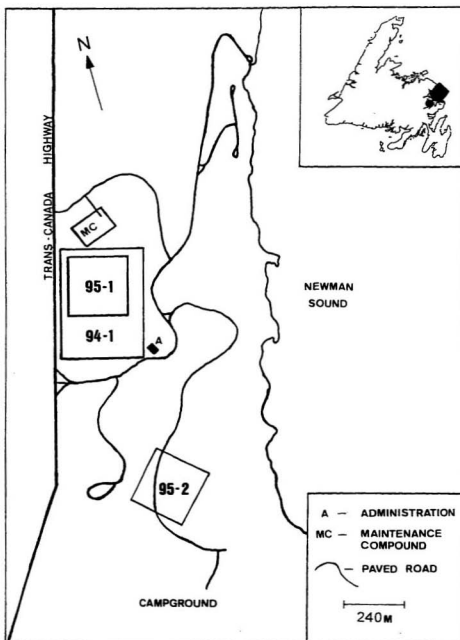 N
TRANS-CANADA HIGHWAY
MC
95-1
94-1
A
NEWMAN
SOUND
95-2
CAMPGROUND
A — ADMINISTRATION
MC — MAINTENANCE
COMPOUND
— PAVED ROAD
240M